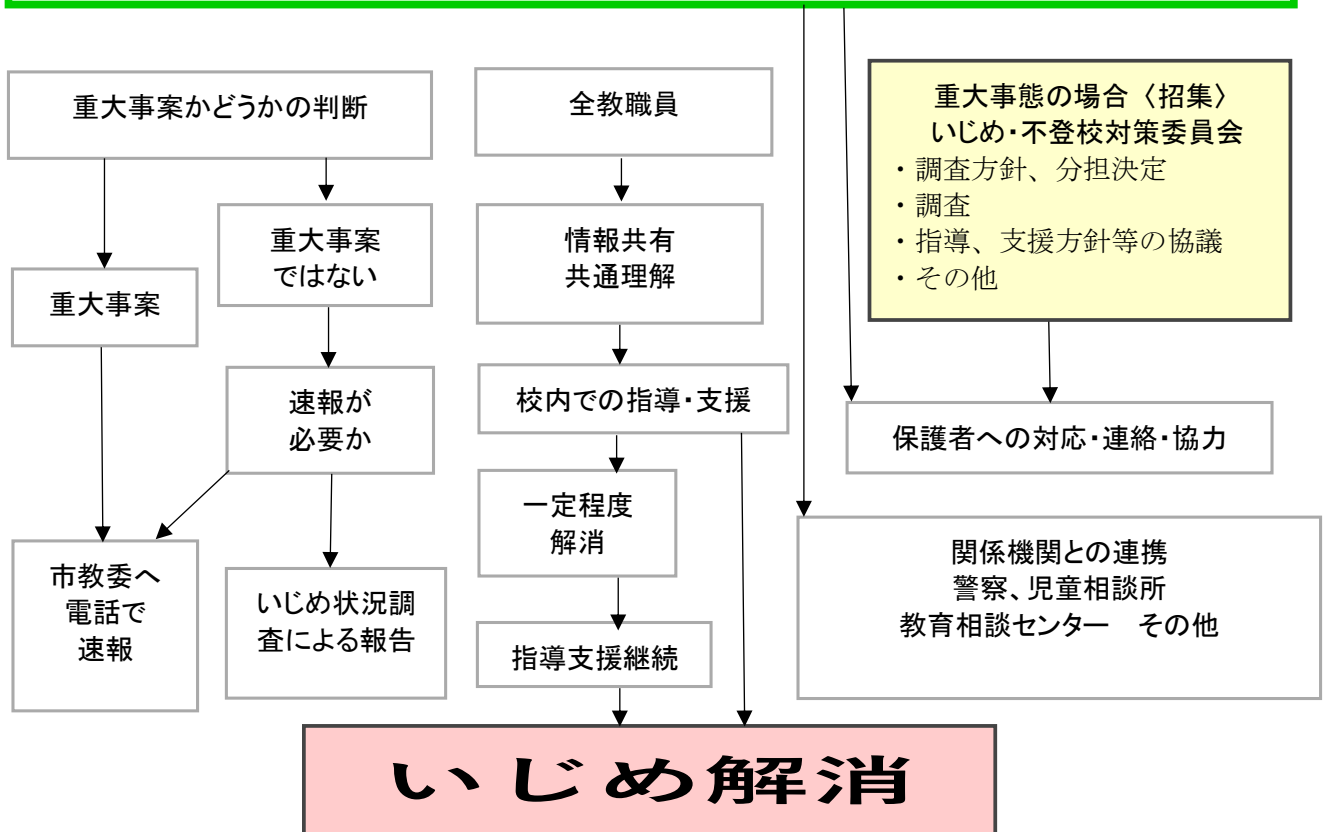 重大事案かどうかの判断
重大事案
重大事案
ではない
速報が
必要か
市教委へ
電話で
速報
いじめ状況調
査による報告
全教職員
情報共有
共通理解
校内での指導・支援
一定程度
解消
指導支援継続
重大事態の場合〈招集〉
いじめ・不登校対策委員会
・調査方針、分担決定
・調査
・指導、支援方針等の協議
・その他
保護者への対応・連絡・協力
関係機関との連携
警察、児童相談所
教育相談センター　その他
いじめ解消